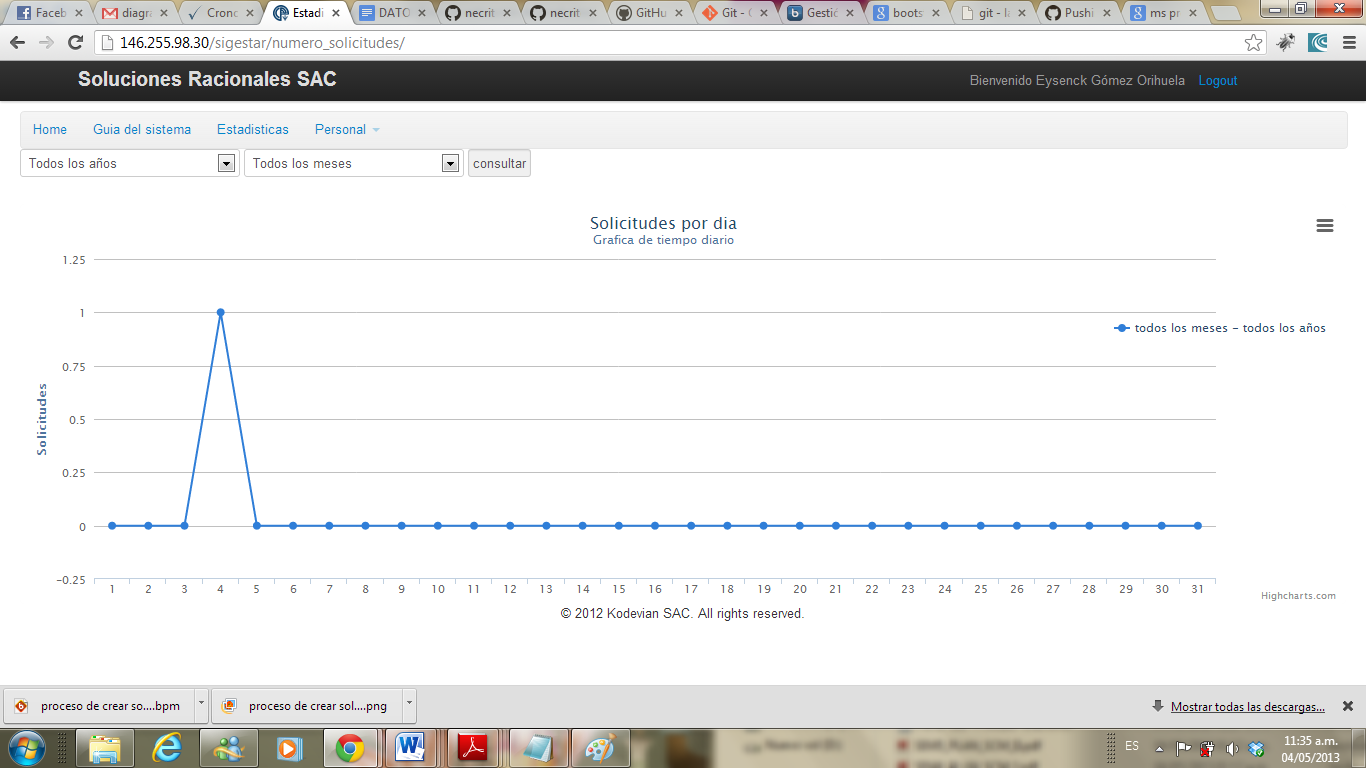 Faceb
diagra
Crono
Estadi
DATO
necrit
necrit
GitHu
Git - C
Gestió
boots
git - la
Pushi
ms pr
146.255.98.30/sigestar/numero_solicitudes/
Soluciones Racionales SAC
Bienvenido Eysenck Gómez Orihuela Logout
Home Guia del sistema Estadisticas Personal
Todos los años Todos los meses consultar
Solicitudes por dia
Grafica de tiempo diario
1.25
1
0.75
0.5
0.25
0
-0.25
Solicitudes
todos los meses - todos los años
1 2 3 4 5 6 7 8 9 10 11 12 13 14 15 16 17 18 19 20 21 22 23 24 25 26 27 28 29 30 31
Highcharts.com
© 2012 Kodevian SAC. All rights reserved.
proceso de crear so....bpm
proceso de crear sol....png
Mostrar todas las descargas...
ES
11:35 a.m.
04/05/2013